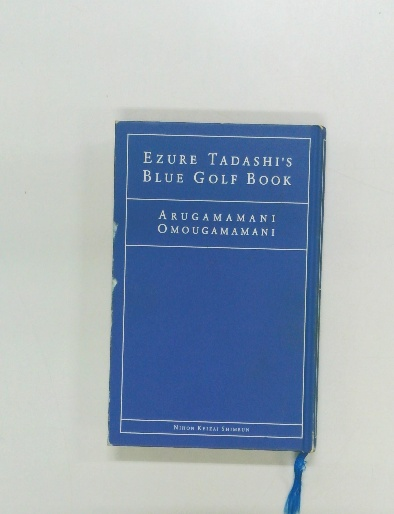 EZURE TADASHI'S
BLUE GOLF BOOK
ARUGAMAMANI
OMOUGAMAMANI
NIHON KEIZAI SHIMBUN